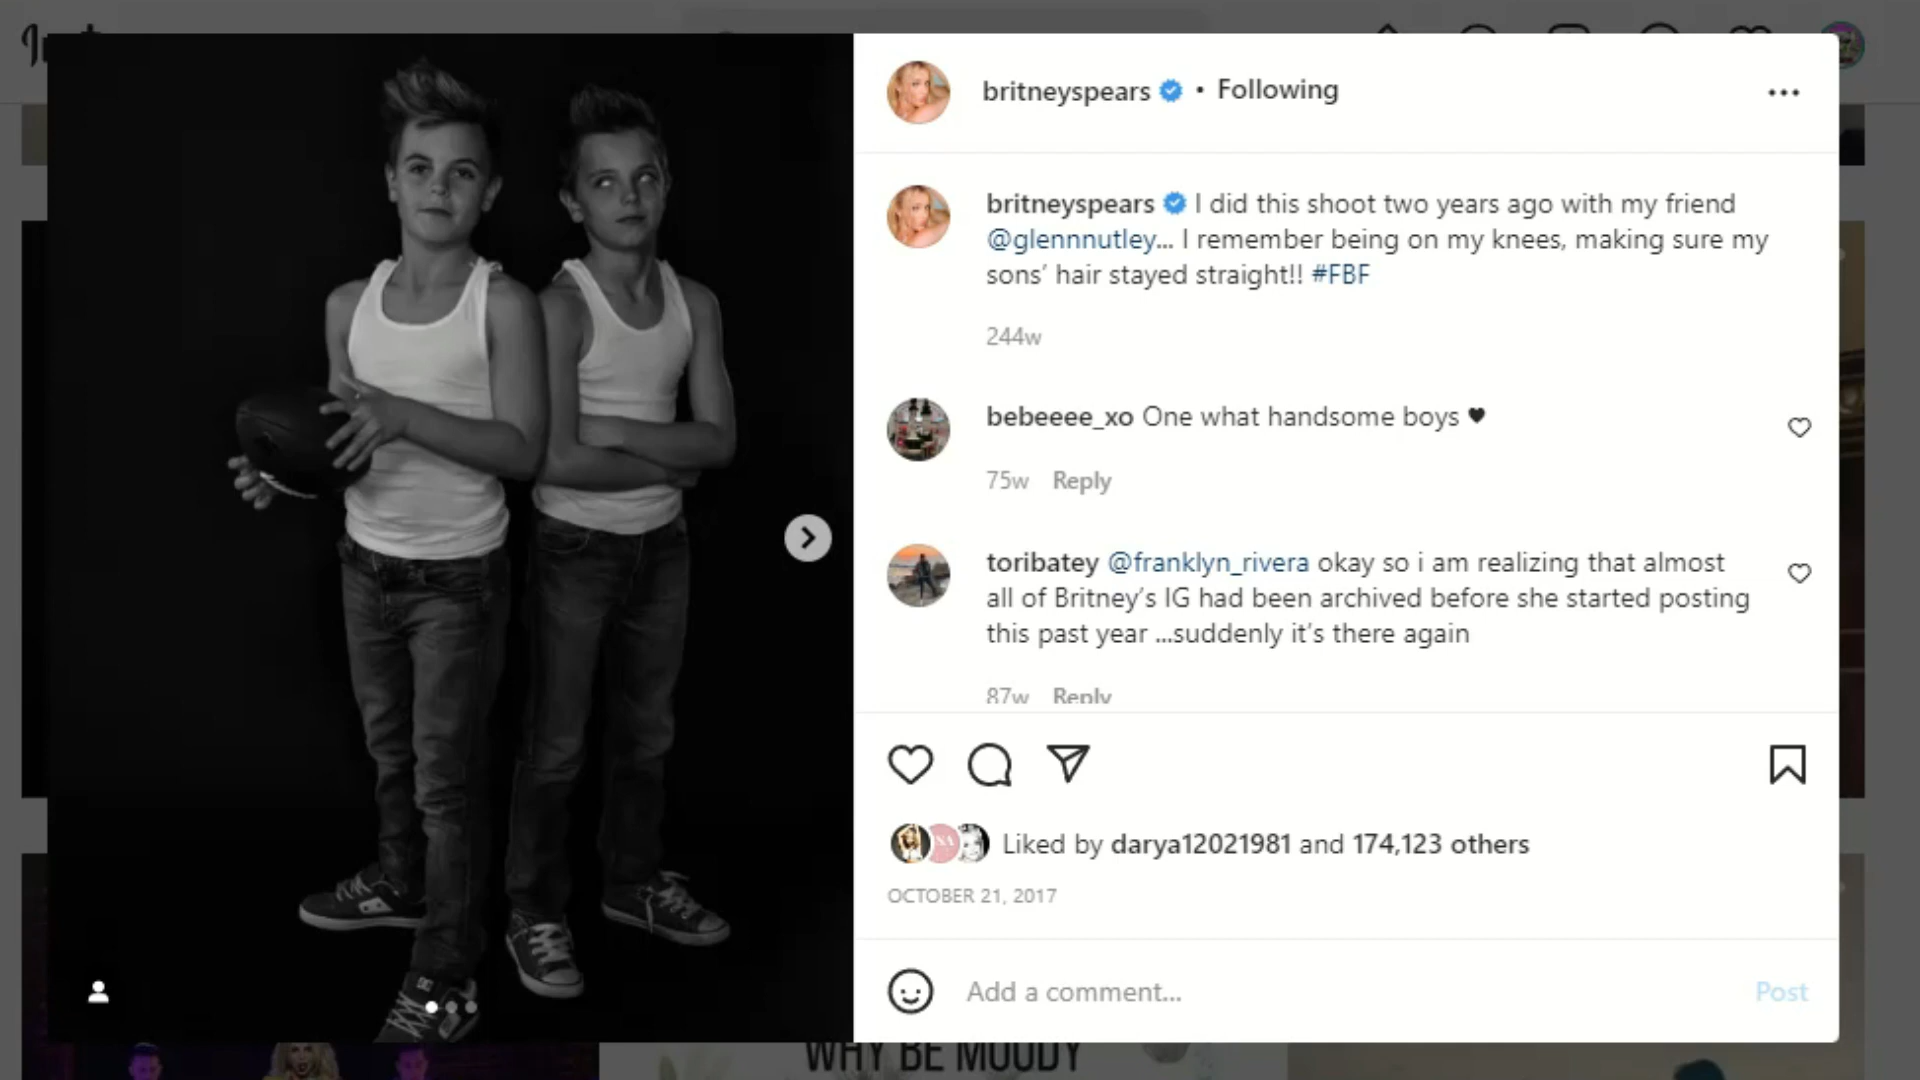 britneyspears • Following
britneyspears I did this shoot two years ago with my friend
@glennnutley... I remember being on my knees, making sure my
sons’ hair stayed straight!! #FBF
244w
bebeeee_xo One what handsome boys ♥
75w Reply
toribatey @franklyn_rivera okay so i am realizing that almost
all of Britney’s IG had been archived before she started posting
this past year ...suddenly it’s there again
87w Reply
Liked by darya12021981 and 174,123 others
OCTOBER 21, 2017
Add a comment... Post
WHY BE MOODY